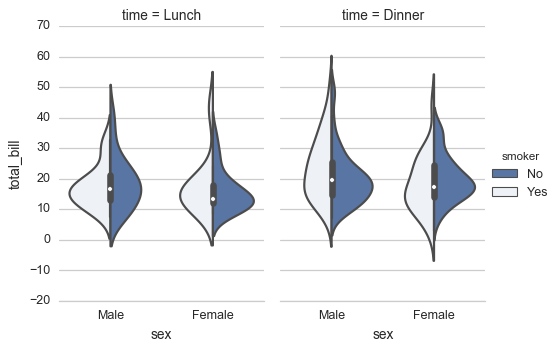 time = Lunch
time = Dinner
70
60
50
40
30
20
10
0
−10
−20
total_bill
Male
Female
Male
Female
sex
sex
smoker
No
Yes